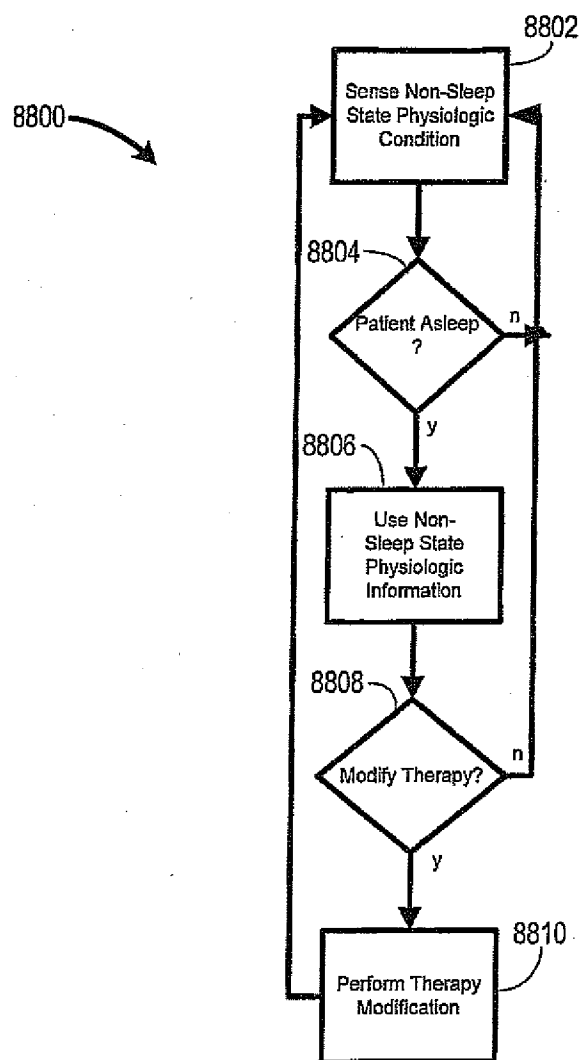 8802
Sense Non-Sleep
State Physiologic
Condition
8800
8804
Patient Asleep
?
n
y
8806
Use Non-
Sleep State
Physiologic
Information
8808
Modify Therapy?
n
y
8810
Perform Therapy
Modification